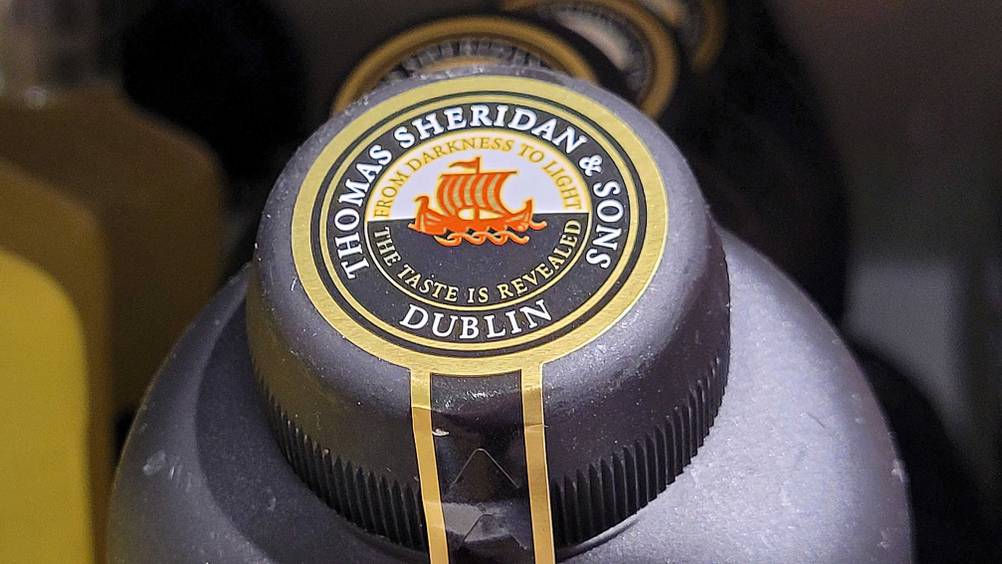 THOMAS SHERIDAN & SONS
FROM DARKNESS TO LIGHT
THE TASTE IS REVEALED
DUBLIN